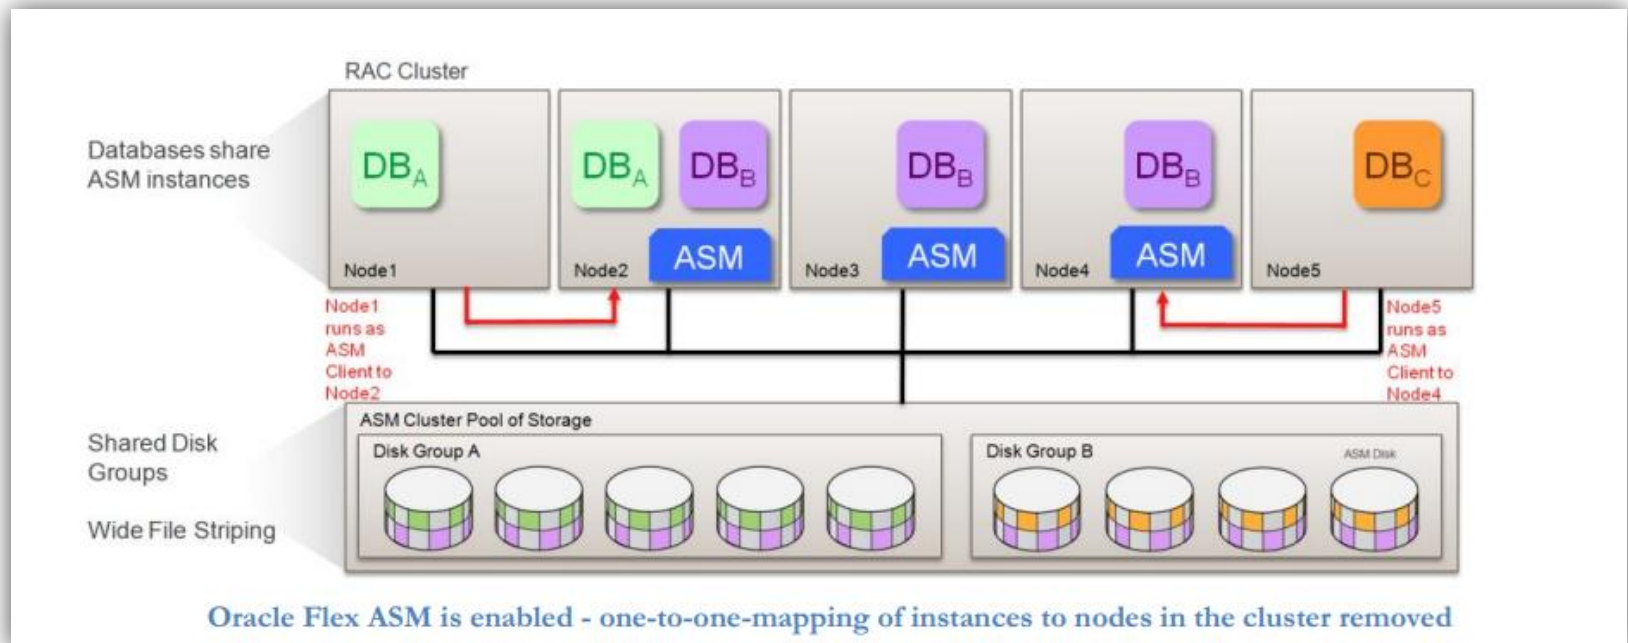 RAC Cluster
Databases share
ASM instances
DBA
DBA
DBB
DBB
DBB
DBC
ASM
ASM
ASM
Node1
Node2
Node3
Node4
Node5
Node1
runs as
ASM
Client to
Node2
Node5
runs as
ASM
Client to
Node4
Shared Disk
Groups
Wide File Striping
ASM Cluster Pool of Storage
Disk Group A
Disk Group B
ASM Disk
Oracle Flex ASM is enabled - one-to-one-mapping of instances to nodes in the cluster removed